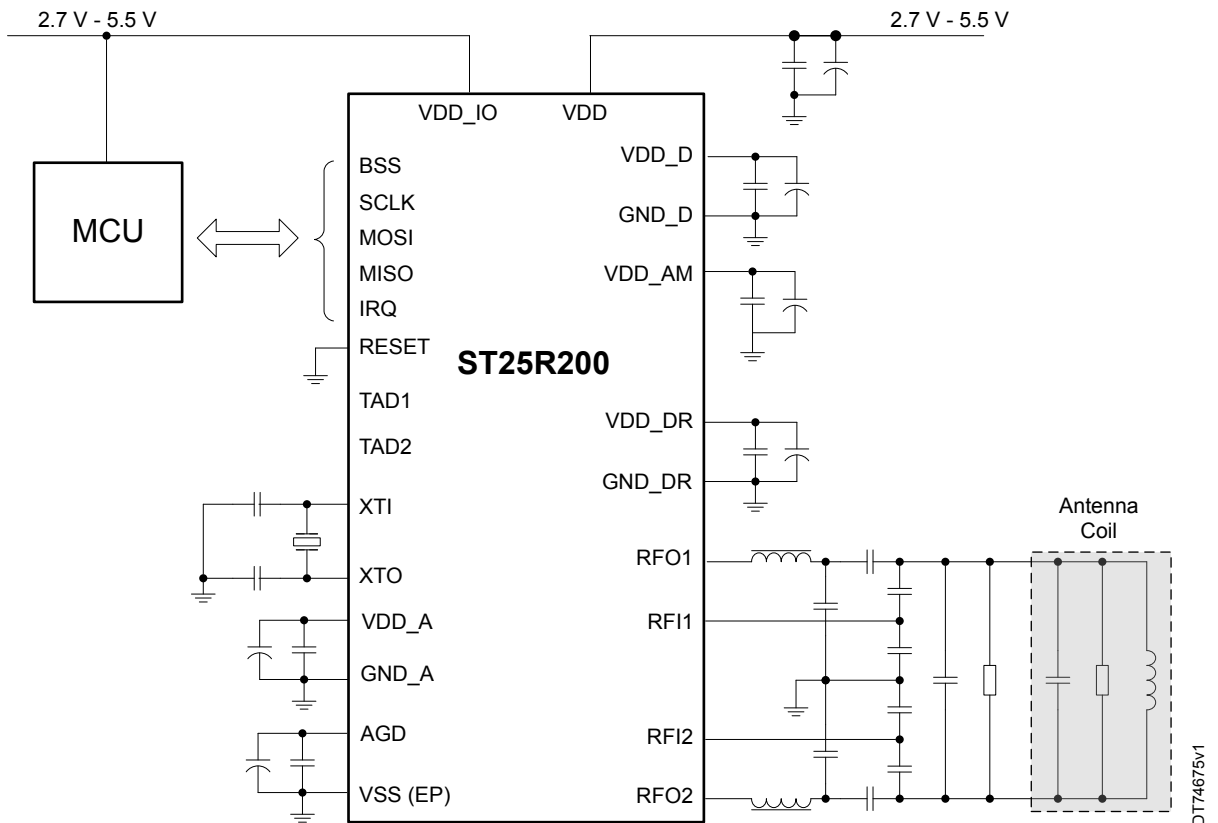 2.7 V - 5.5 V
2.7 V - 5.5 V
VDD_IO
VDD
MCU
BSS
SCLK
MOSI
MISO
IRQ
RESET
ST25R200
TAD1
TAD2
XTI
XTO
VDD_A
GND_A
AGD
VSS (EP)
VDD_D
GND_D
VDD_AM
VDD_DR
GND_DR
RFO1
RFI1
RFI2
RFO2
Antenna
Coil
DT74675v1